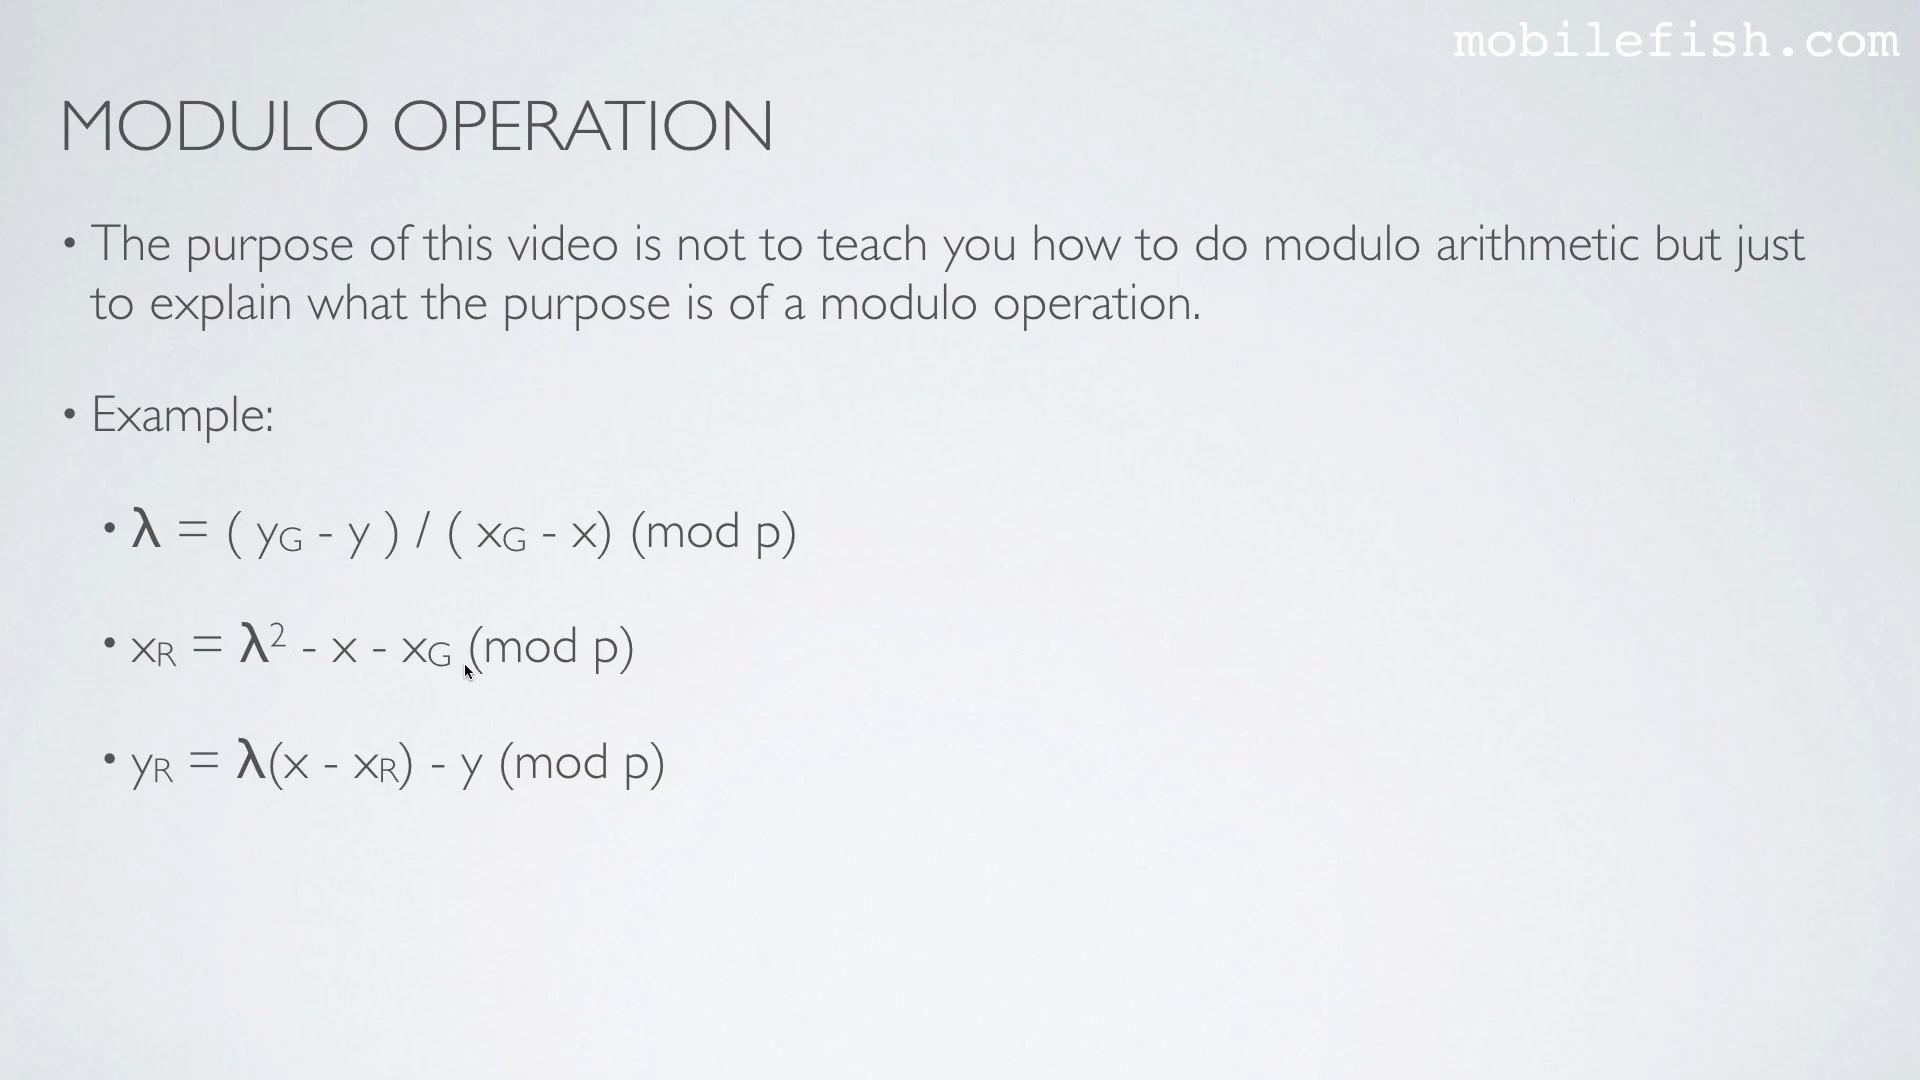 mobilefish.com
MODULO OPERATION
• The purpose of this video is not to teach you how to do modulo arithmetic but just
to explain what the purpose is of a modulo operation.
• Example:
• λ = ( yG - y ) / ( xG - x) (mod p)
• xR = λ² - x - xG (mod p)
• yR = λ(x - xR) - y (mod p)